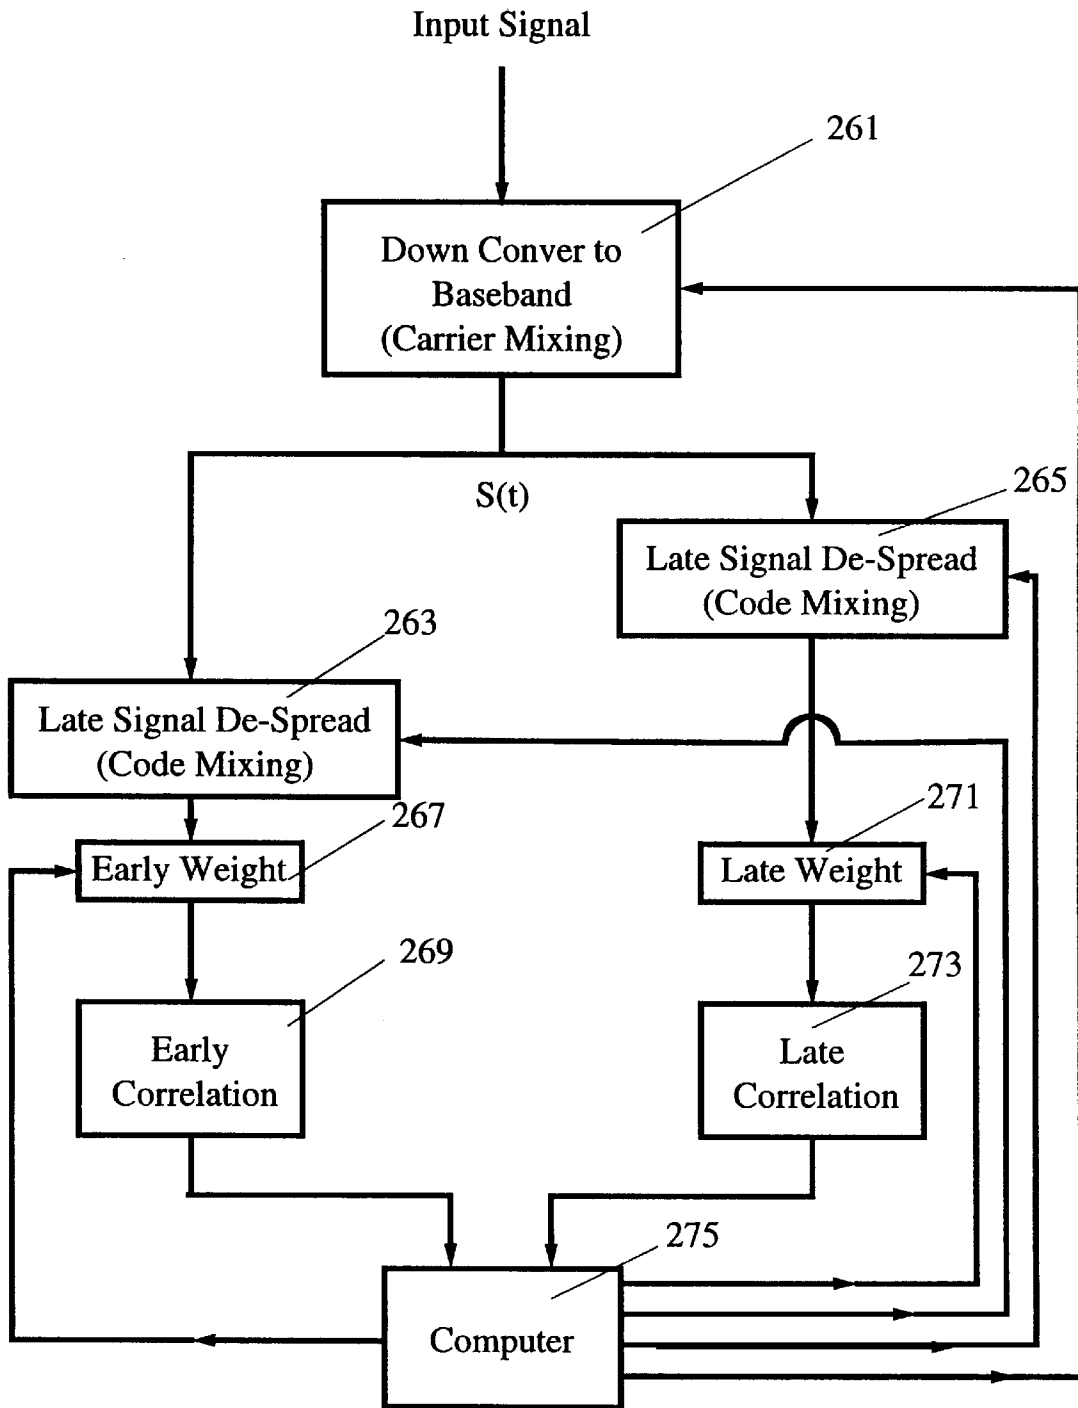 Input Signal
261
Down Conver to
Baseband
(Carrier Mixing)
S(t)
265
Late Signal De-Spread
(Code Mixing)
263
Late Signal De-Spread
(Code Mixing)
267
Early Weight
271
Late Weight
269
Early
Correlation
273
Late
Correlation
275
Computer